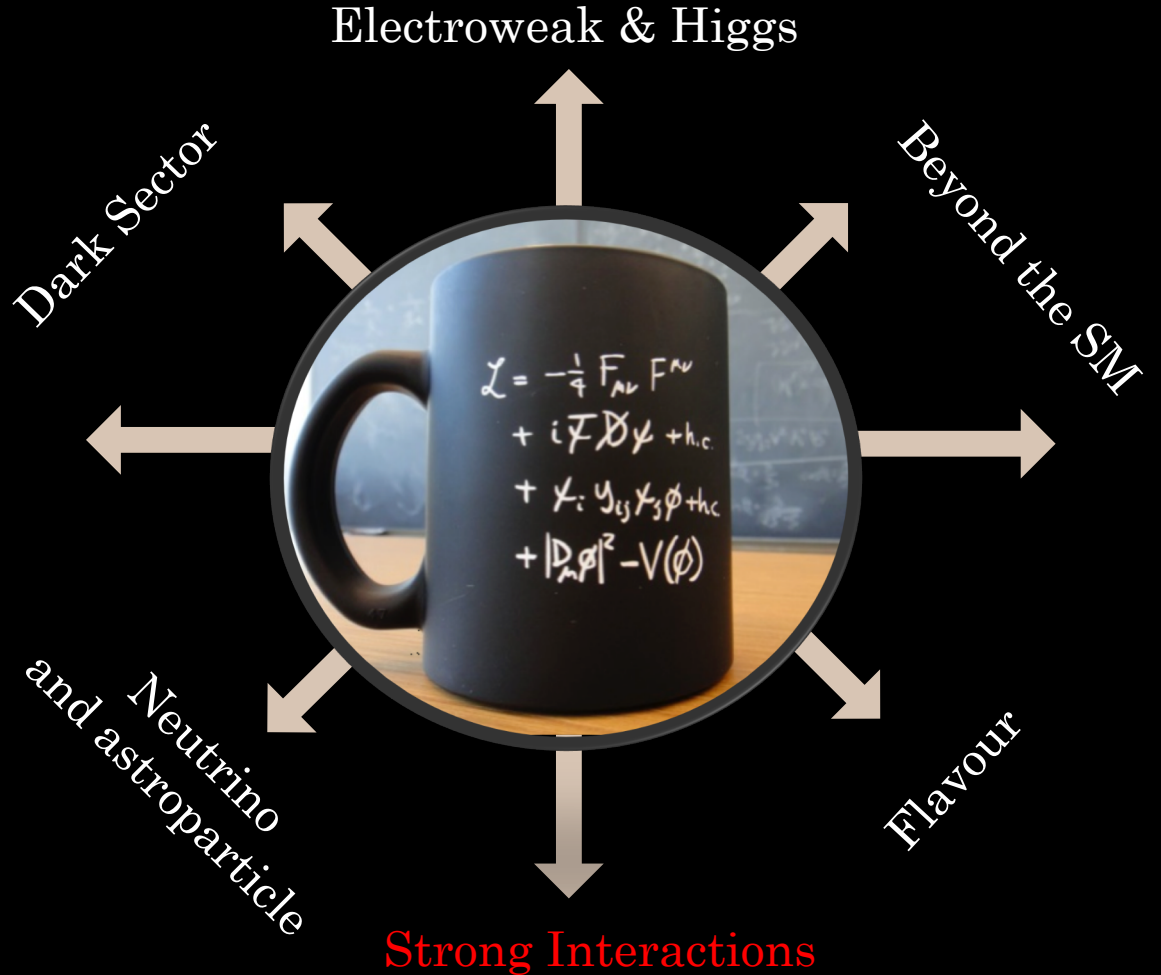 Electroweak & Higgs
Dark Sector
Beyond the SM
ℒ = -1/4 F_μν F^μν
+ iψ̄D̸ψ + h.c.
+ ψ_i y_ij ψ_j φ + h.c.
+ |D_μ φ|² - V(φ)
Neutrino
and astroparticle
Flavour
Strong Interactions